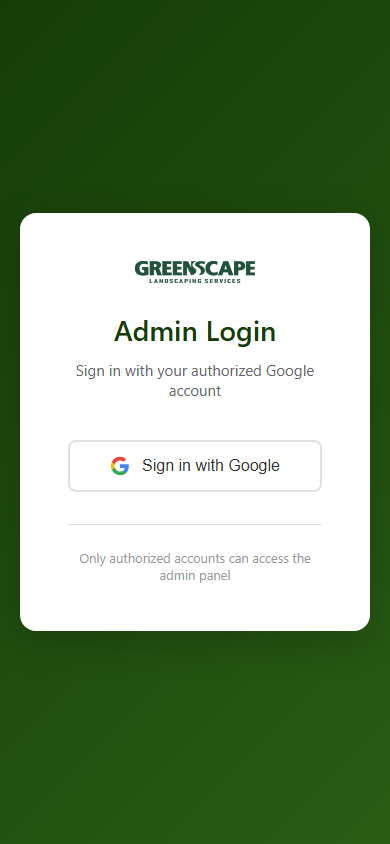 GREENSCAPE
LANDSCAPING SERVICES
Admin Login
Sign in with your authorized Google
account
Sign in with Google
Only authorized accounts can access the
admin panel